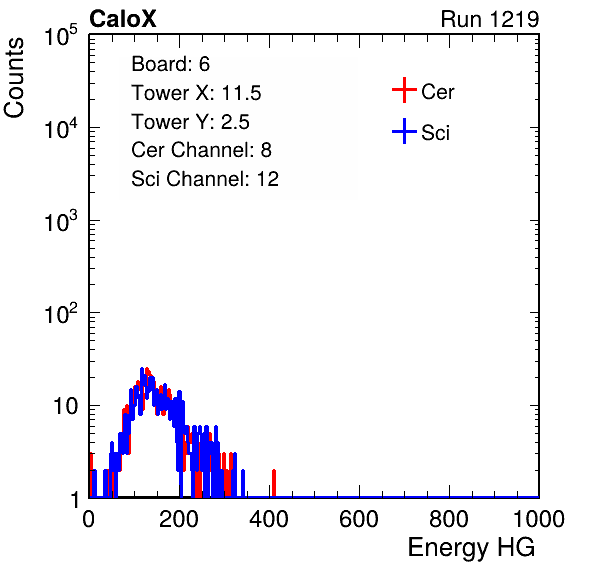 CaloX Run 1219
Counts
Board: 6
Tower X: 11.5
Tower Y: 2.5
Cer Channel: 8
Sci Channel: 12
Cer
Sci
10^5
10^4
10^3
10^2
10
1
0 200 400 600 800 1000
Energy HG